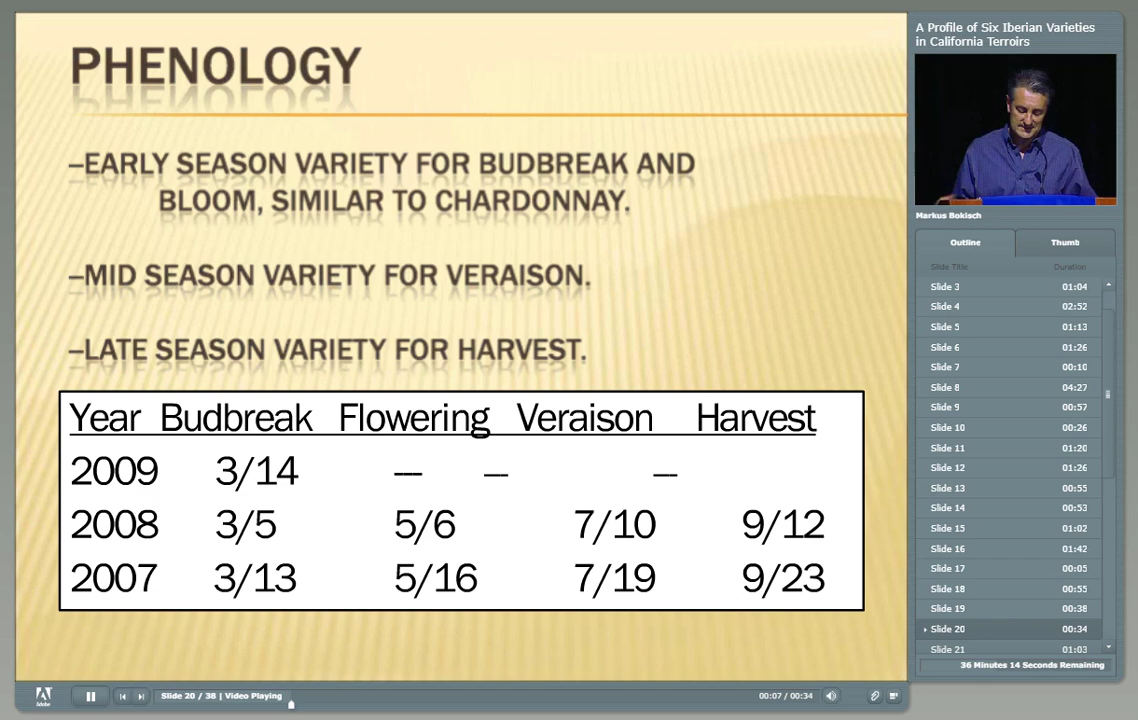 PHENOLOGY
–EARLY SEASON VARIETY FOR BUDBREAK AND
BLOOM, SIMILAR TO CHARDONNAY.
–MID SEASON VARIETY FOR VERAISON.
–LATE SEASON VARIETY FOR HARVEST.
Year Budbreak Flowering Veraison Harvest
2009 3/14 --- -- --
2008 3/5 5/6 7/10 9/12
2007 3/13 5/16 7/19 9/23
A Profile of Six Iberian Varieties
in California Terroirs
Markus Bokisch
Outline Thumb
Slide Title Duration
Slide 3 01:04
Slide 4 02:52
Slide 5 01:13
Slide 6 01:26
Slide 7 00:10
Slide 8 04:27
Slide 9 00:57
Slide 10 00:26
Slide 11 01:20
Slide 12 01:26
Slide 13 00:55
Slide 14 00:53
Slide 15 01:02
Slide 16 01:42
Slide 17 00:05
Slide 18 00:55
Slide 19 00:38
Slide 20 00:34
Slide 21 01:03
36 Minutes 14 Seconds Remaining
Adobe
Slide 20 / 38 | Video Playing
00:07 / 00:34